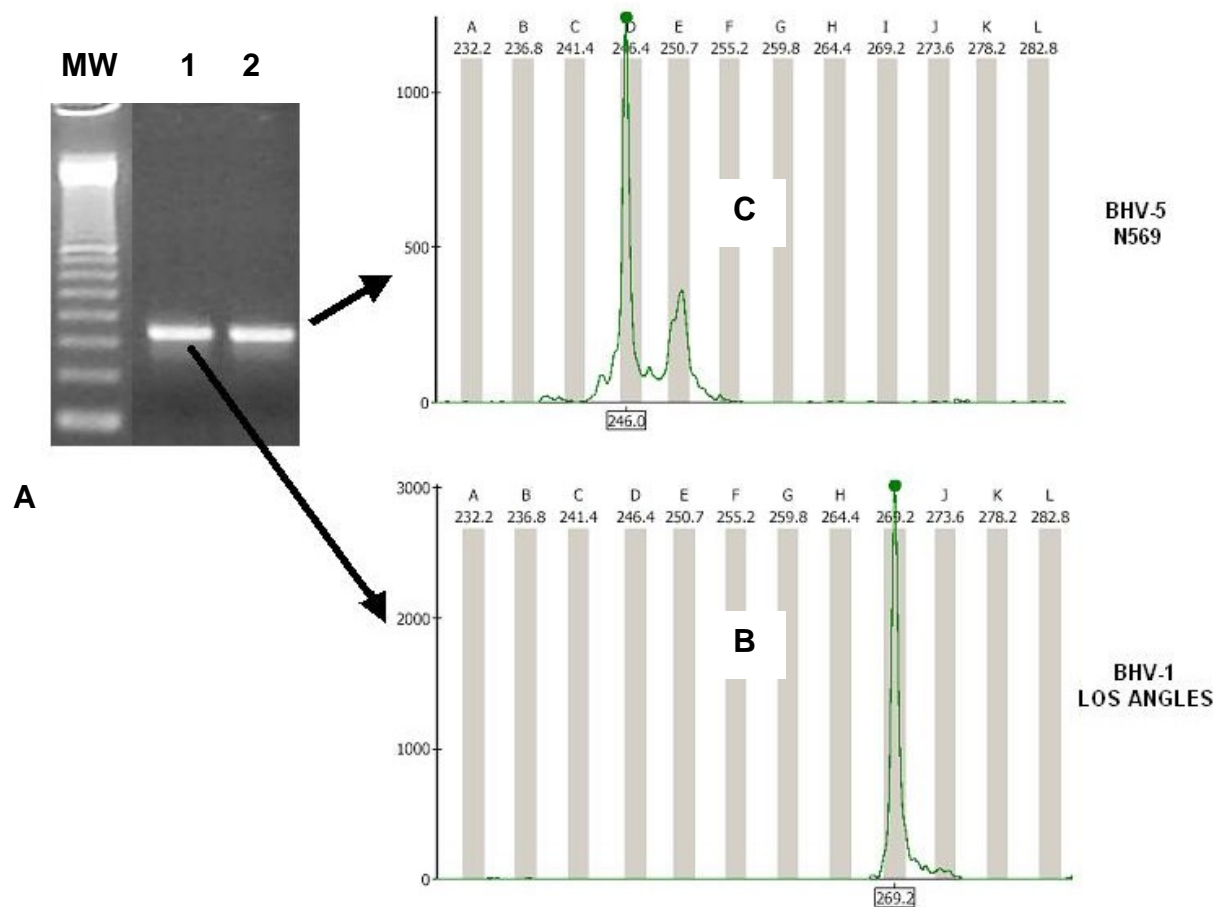 MW 1 2
A
A B C D E F G H I J K L
232.2 236.8 241.4 246.4 250.7 255.2 259.8 264.4 269.2 273.6 278.2 282.8
1000
500
0
C
246.0
BHV-5
N569
A B C D E F G H J K L
232.2 236.8 241.4 246.4 250.7 255.2 259.8 264.4 269.2 273.6 278.2 282.8
3000
2000
1000
0
B
269.2
BHV-1
LOS ANGELES